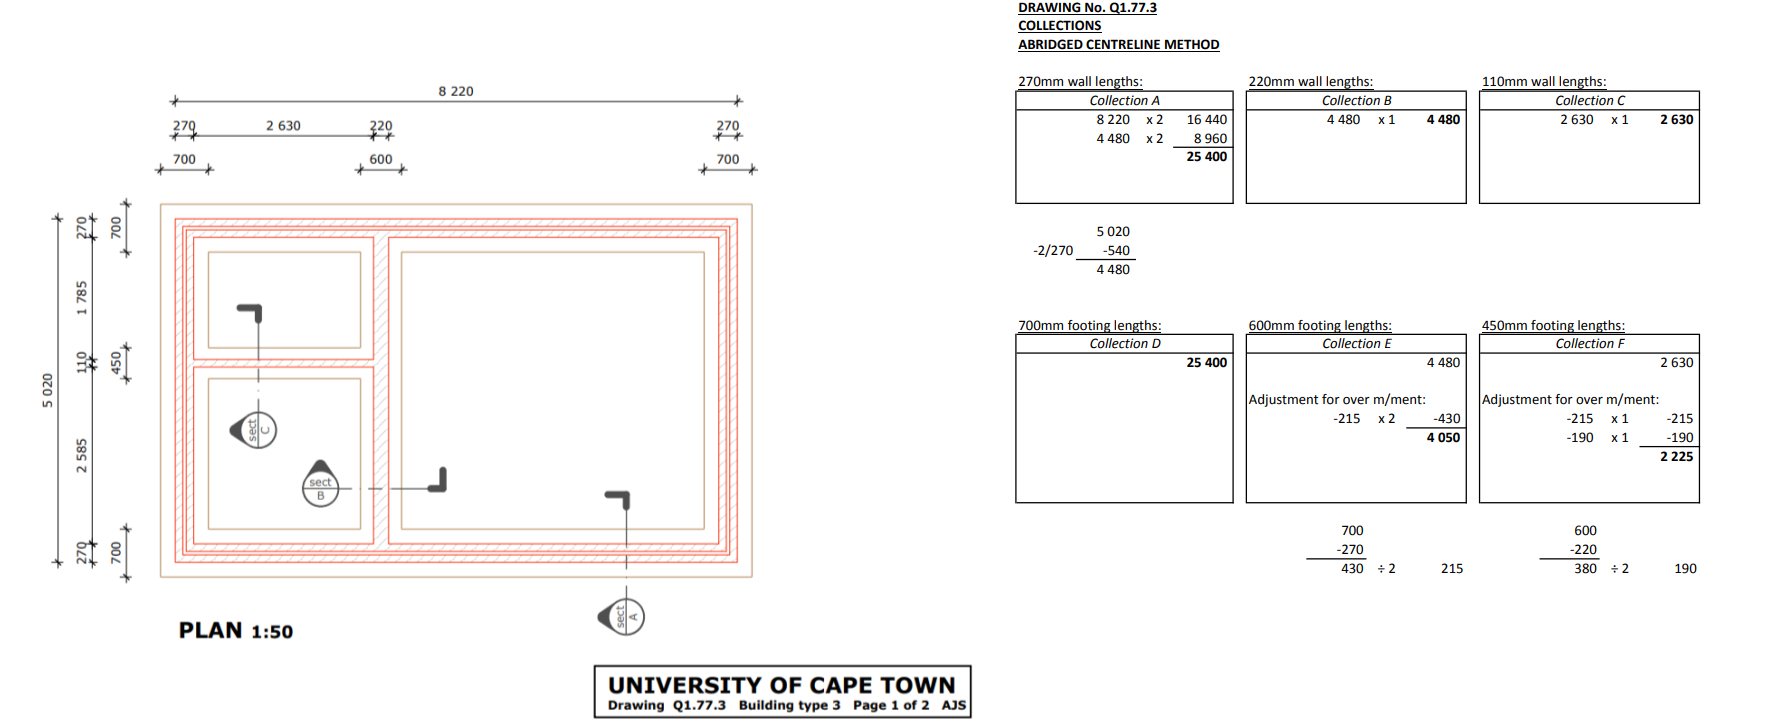 8 220
270 2 630 220 270
700 600 700
5 020
270
1 785
110
2 585
270
700
450
700
sect
C
sect
B
sect
A
PLAN 1:50
UNIVERSITY OF CAPE TOWN
Drawing Q1.77.3 Building type 3 Page 1 of 2 AJS
DRAWING No. Q1.77.3
COLLECTIONS
ABRIDGED CENTRELINE METHOD
270mm wall lengths:
Collection A
8 220 x 2 16 440
4 480 x 2 8 960
25 400
5 020
-2/270 -540
4 480
220mm wall lengths:
Collection B
4 480 x 1 4 480
110mm wall lengths:
Collection C
2 630 x 1 2 630
700mm footing lengths:
Collection D
25 400
600mm footing lengths:
Collection E
4 480
Adjustment for over m/ment:
-215 x 2 -430
4 050
700
-270
430 ÷ 2 215
450mm footing lengths:
Collection F
2 630
Adjustment for over m/ment:
-215 x 1 -215
-190 x 1 -190
2 225
600
-220
380 ÷ 2 190